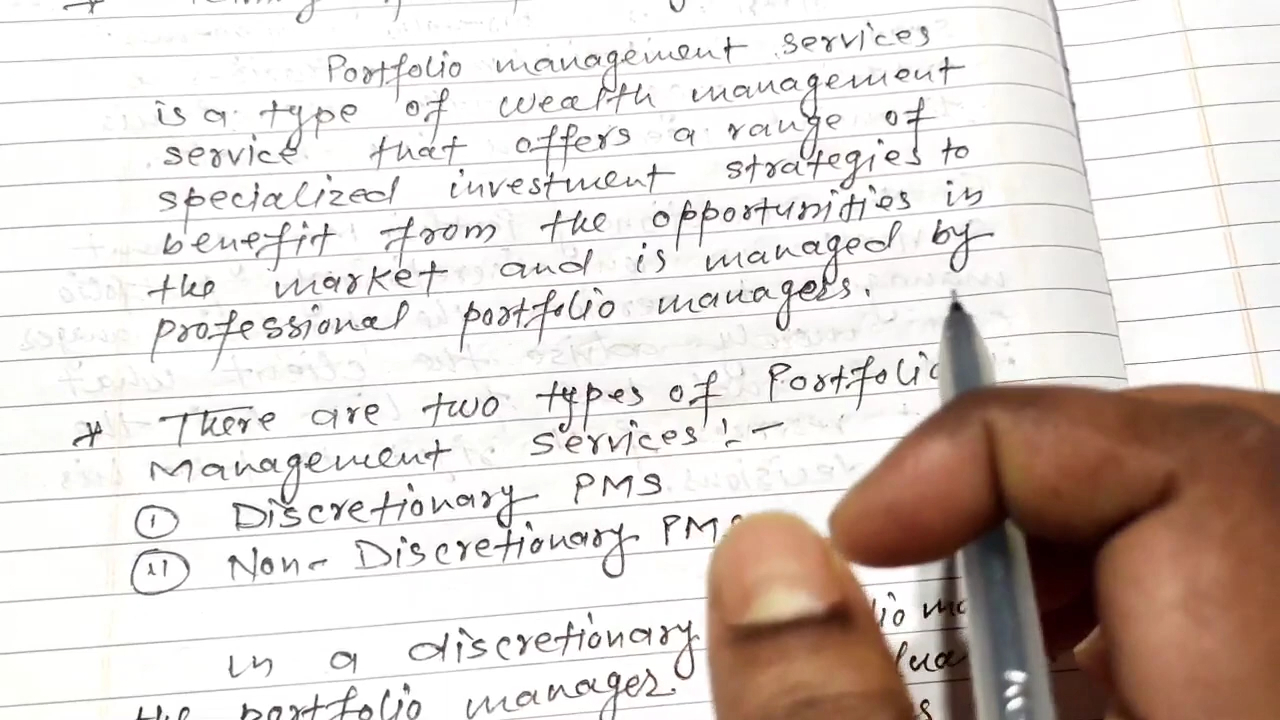 Portfolio management services
is a type of wealth management
service that offers a range of
specialized investment strategies to
benefit from the opportunities in
the market and is managed by
professional portfolio managers.
* There are two types of Portfolio
Management Services :-
(i) Discretionary PMS
(ii) Non-Discretionary PMS
In a discretionary
the portfolio manager